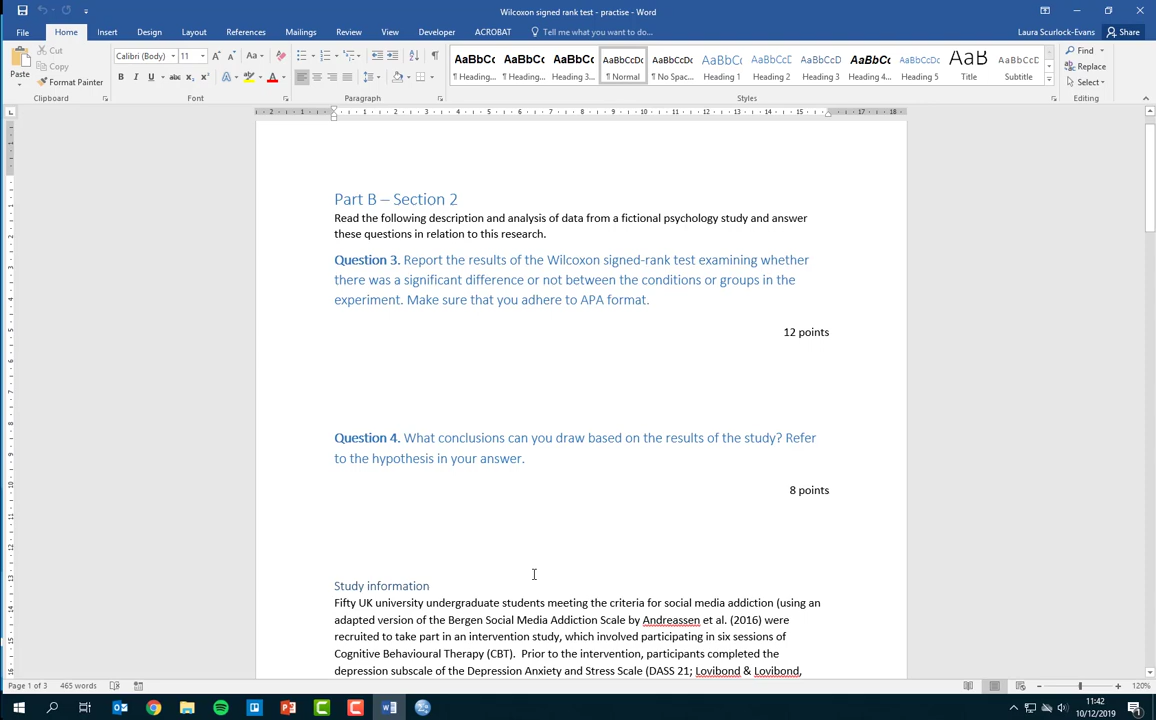 Wilcoxon signed rank test - practise - Word
File Home Insert Design Layout References Mailings Review View Developer ACROBAT Tell me what you want to do... Laura Scurlock-Evans Share
Paste Cut Copy Format Painter
Calibri (Body) 11
AaBbCc Heading... AaBbCc Heading... AaBbCc Heading 3... AaBbCcDc ¶ Normal AaBbCcDc ¶ No Spac... AaBbCc Heading 1 AaBbCcC Heading 2 AaBbCcD Heading 3 AaBbCc Heading 4... AaBbCcDc Heading 5 AaB Title AaBbCcD Subtitle
Find Replace Select
Clipboard Font Paragraph Styles Editing
Part B – Section 2
Read the following description and analysis of data from a fictional psychology study and answer
these questions in relation to this research.
Question 3. Report the results of the Wilcoxon signed-rank test examining whether
there was a significant difference or not between the conditions or groups in the
experiment. Make sure that you adhere to APA format.
12 points
Question 4. What conclusions can you draw based on the results of the study? Refer
to the hypothesis in your answer.
8 points
Study information
Fifty UK university undergraduate students meeting the criteria for social media addiction (using an
adapted version of the Bergen Social Media Addiction Scale by Andreassen et al. (2016) were
recruited to take part in an intervention study, which involved participating in six sessions of
Cognitive Behavioural Therapy (CBT). Prior to the intervention, participants completed the
depression subscale of the Depression Anxiety and Stress Scale (DASS 21; Lovibond & Lovibond,
Page 1 of 3 465 words 120%
11:42
10/12/2019